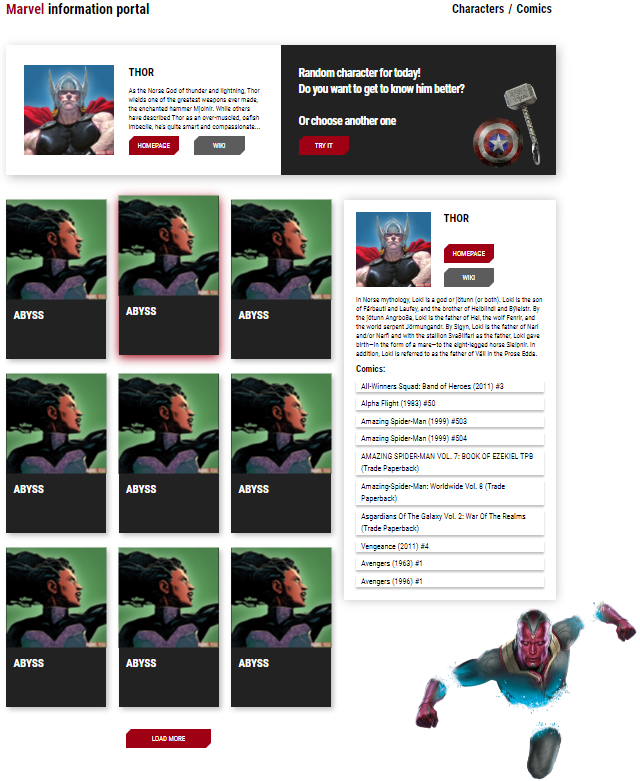 Marvel information portal
Characters / Comics
THOR
As the Norse God of thunder and lightning, Thor
wields one of the greatest weapons ever made,
the enchanted hammer Mjolnir. While others
have described Thor as an over-muscled, oafish
imbecile, he's quite smart and compassionate...
HOMEPAGE
WIKI
Random character for today!
Do you want to get to know him better?
Or choose another one
TRY IT
ABYSS
ABYSS
ABYSS
ABYSS
ABYSS
ABYSS
ABYSS
ABYSS
ABYSS
LOAD MORE
THOR
HOMEPAGE
WIKI
In Norse mythology, Loki is a god or jötunn (or both). Loki is the son
of Fárbauti and Laufey, and the brother of Helblindi and Býleistr. By
the jötunn Angrboða, Loki is the father of Hel, the wolf Fenrir, and
the world serpent Jörmungandr. By Sigyn, Loki is the father of Nari
and/or Narfi and with the stallion Svaðilfari as the father, Loki gave
birth—in the form of a mare—to the eight-legged horse Sleipnir. In
addition, Loki is referred to as the father of Váli in the Prose Edda.
Comics:
All-Winners Squad: Band of Heroes (2011) #3
Alpha Flight (1983) #50
Amazing Spider-Man (1999) #503
Amazing Spider-Man (1999) #504
AMAZING SPIDER-MAN VOL. 7: BOOK OF EZEKIEL TPB
(Trade Paperback)
Amazing-Spider-Man: Worldwide Vol. 8 (Trade
Paperback)
Asgardians Of The Galaxy Vol. 2: War Of The Realms
(Trade Paperback)
Vengeance (2011) #4
Avengers (1963) #1
Avengers (1996) #1